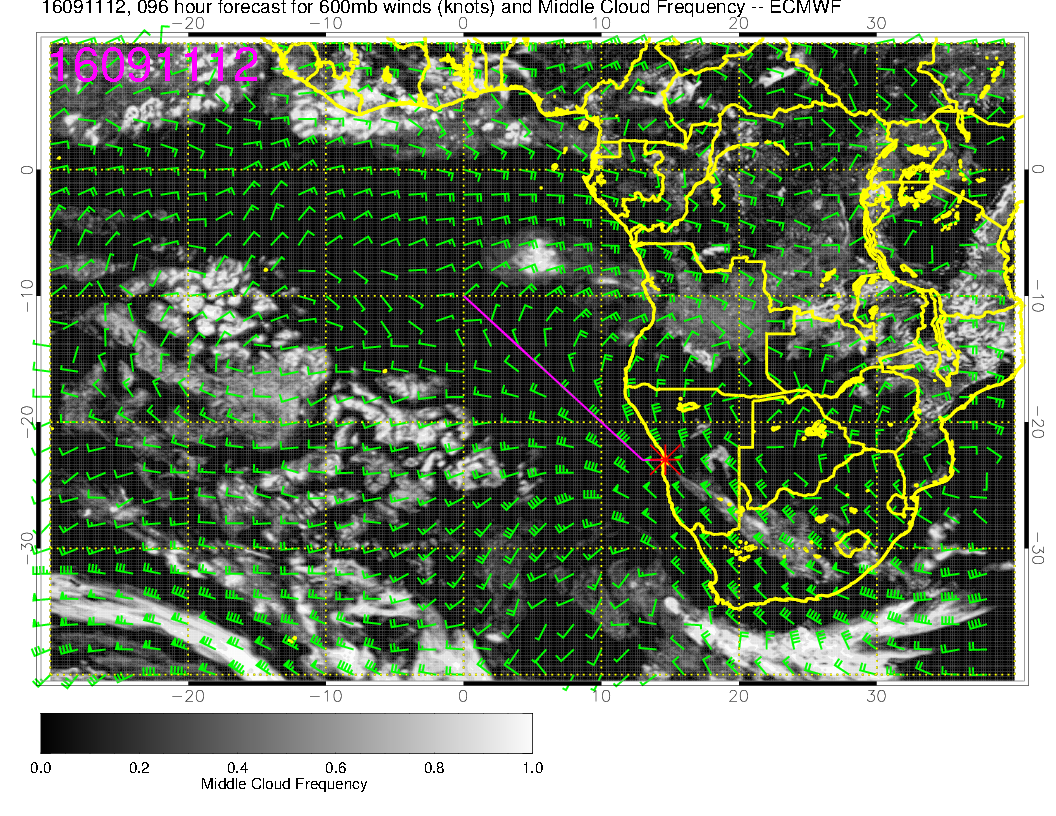 16091112, 096 hour forecast for 600mb winds (knots) and Middle Cloud Frequency -- ECMWF
−20 −10 0 10 20 30
16091112
0 0
−10 −10
−20 −20
−30 −30
−20 −10 0 10 20 30
0.0 0.2 0.4 0.6 0.8 1.0
Middle Cloud Frequency